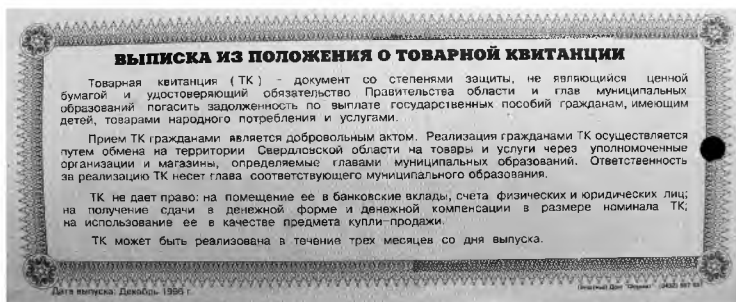 ВЫПИСКА ИЗ ПОЛОЖЕНИЯ О ТОВАРНОЙ КВИТАНЦИИ
Товарная квитанция (ТК) - документ со степенями защиты, не являющийся ценной
бумагой и удостоверяющий обязательство Правительства области и глав муниципальных
образований погасить задолженность по выплате государственных пособий гражданам, имеющим
детей, товарами народного потребления и услугами.
Прием ТК гражданами является добровольным актом. Реализация гражданами ТК осуществляется
путем обмена на территории Свердловской области на товары и услуги через уполномоченные
организации и магазины, определяемые главами муниципальных образований. Ответственность
за реализацию ТК несет глава соответствующего муниципального образования.
ТК не дает право: на помещение ее в банковские вклады, счета физических и юридических лиц;
на получение сдачи в денежной форме и денежной компенсации в размере номинала ТК;
на использование ее в качестве предмета купли-продажи.
ТК может быть реализована в течение трех месяцев со дня выпуска.
Дата выпуска: Декабрь 1996 г.